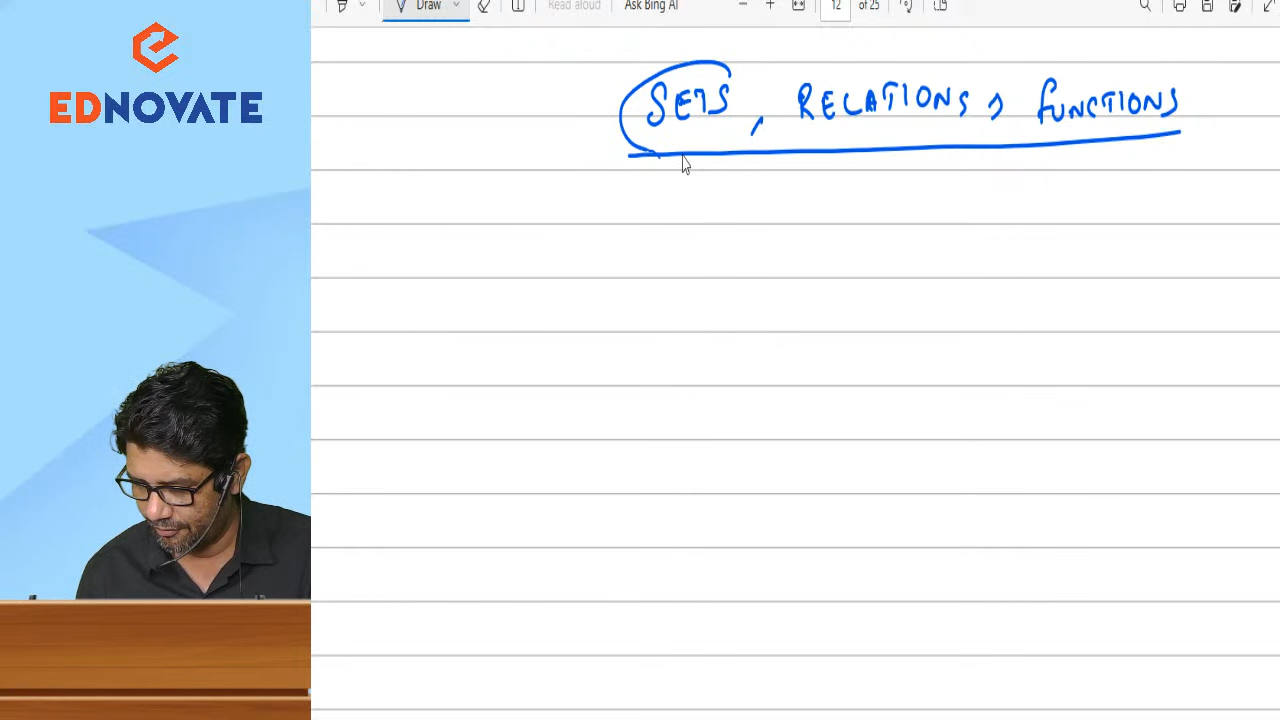 Draw
Read aloud
Ask Bing AI
12 of 25
EDNOVATE
SETS, RELATIONS, FUNCTIONS